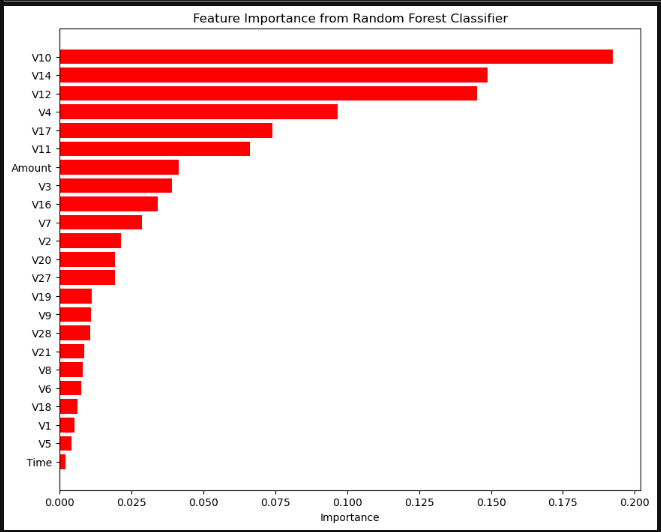 Feature Importance from Random Forest Classifier
V10
V14
V12
V4
V17
V11
Amount
V3
V16
V7
V2
V20
V27
V19
V9
V28
V21
V8
V6
V18
V1
V5
Time
0.000 0.025 0.050 0.075 0.100 0.125 0.150 0.175 0.200
Importance